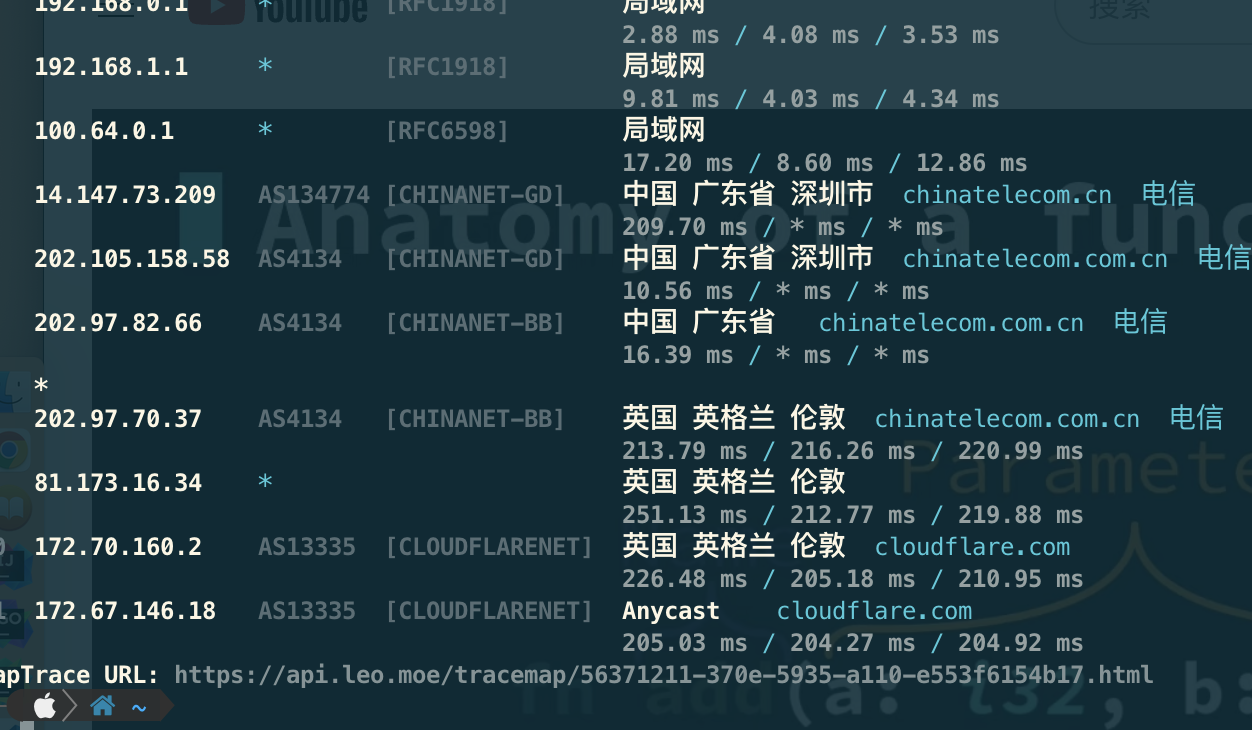 192.168.0.1 * [RFC1918] 局域网
YouTube
搜索
2.88 ms / 4.08 ms / 3.53 ms
192.168.1.1 * [RFC1918] 局域网
9.81 ms / 4.03 ms / 4.34 ms
100.64.0.1 * [RFC6598] 局域网
17.20 ms / 8.60 ms / 12.86 ms
14.147.73.209 AS134774 [CHINANET-GD] 中国 广东省 深圳市 chinatelecom.cn 电信
Anatomy of a func
209.70 ms / * ms / * ms
202.105.158.58 AS4134 [CHINANET-GD] 中国 广东省 深圳市 chinatelecom.com.cn 电信
10.56 ms / * ms / * ms
202.97.82.66 AS4134 [CHINANET-BB] 中国 广东省 chinatelecom.com.cn 电信
16.39 ms / * ms / * ms
*
202.97.70.37 AS4134 [CHINANET-BB] 英国 英格兰 伦敦 chinatelecom.com.cn 电信
213.79 ms / 216.26 ms / 220.99 ms
Paramete
81.173.16.34 * 英国 英格兰 伦敦
251.13 ms / 212.77 ms / 219.88 ms
172.70.160.2 AS13335 [CLOUDFLARENET] 英国 英格兰 伦敦 cloudflare.com
226.48 ms / 205.18 ms / 210.95 ms
172.67.146.18 AS13335 [CLOUDFLARENET] Anycast cloudflare.com
205.03 ms / 204.27 ms / 204.92 ms
apTrace URL: https://api.leo.moe/tracemap/56371211-370e-5935-a110-e553f6154b17.html
fn add(a: i32, b:
~